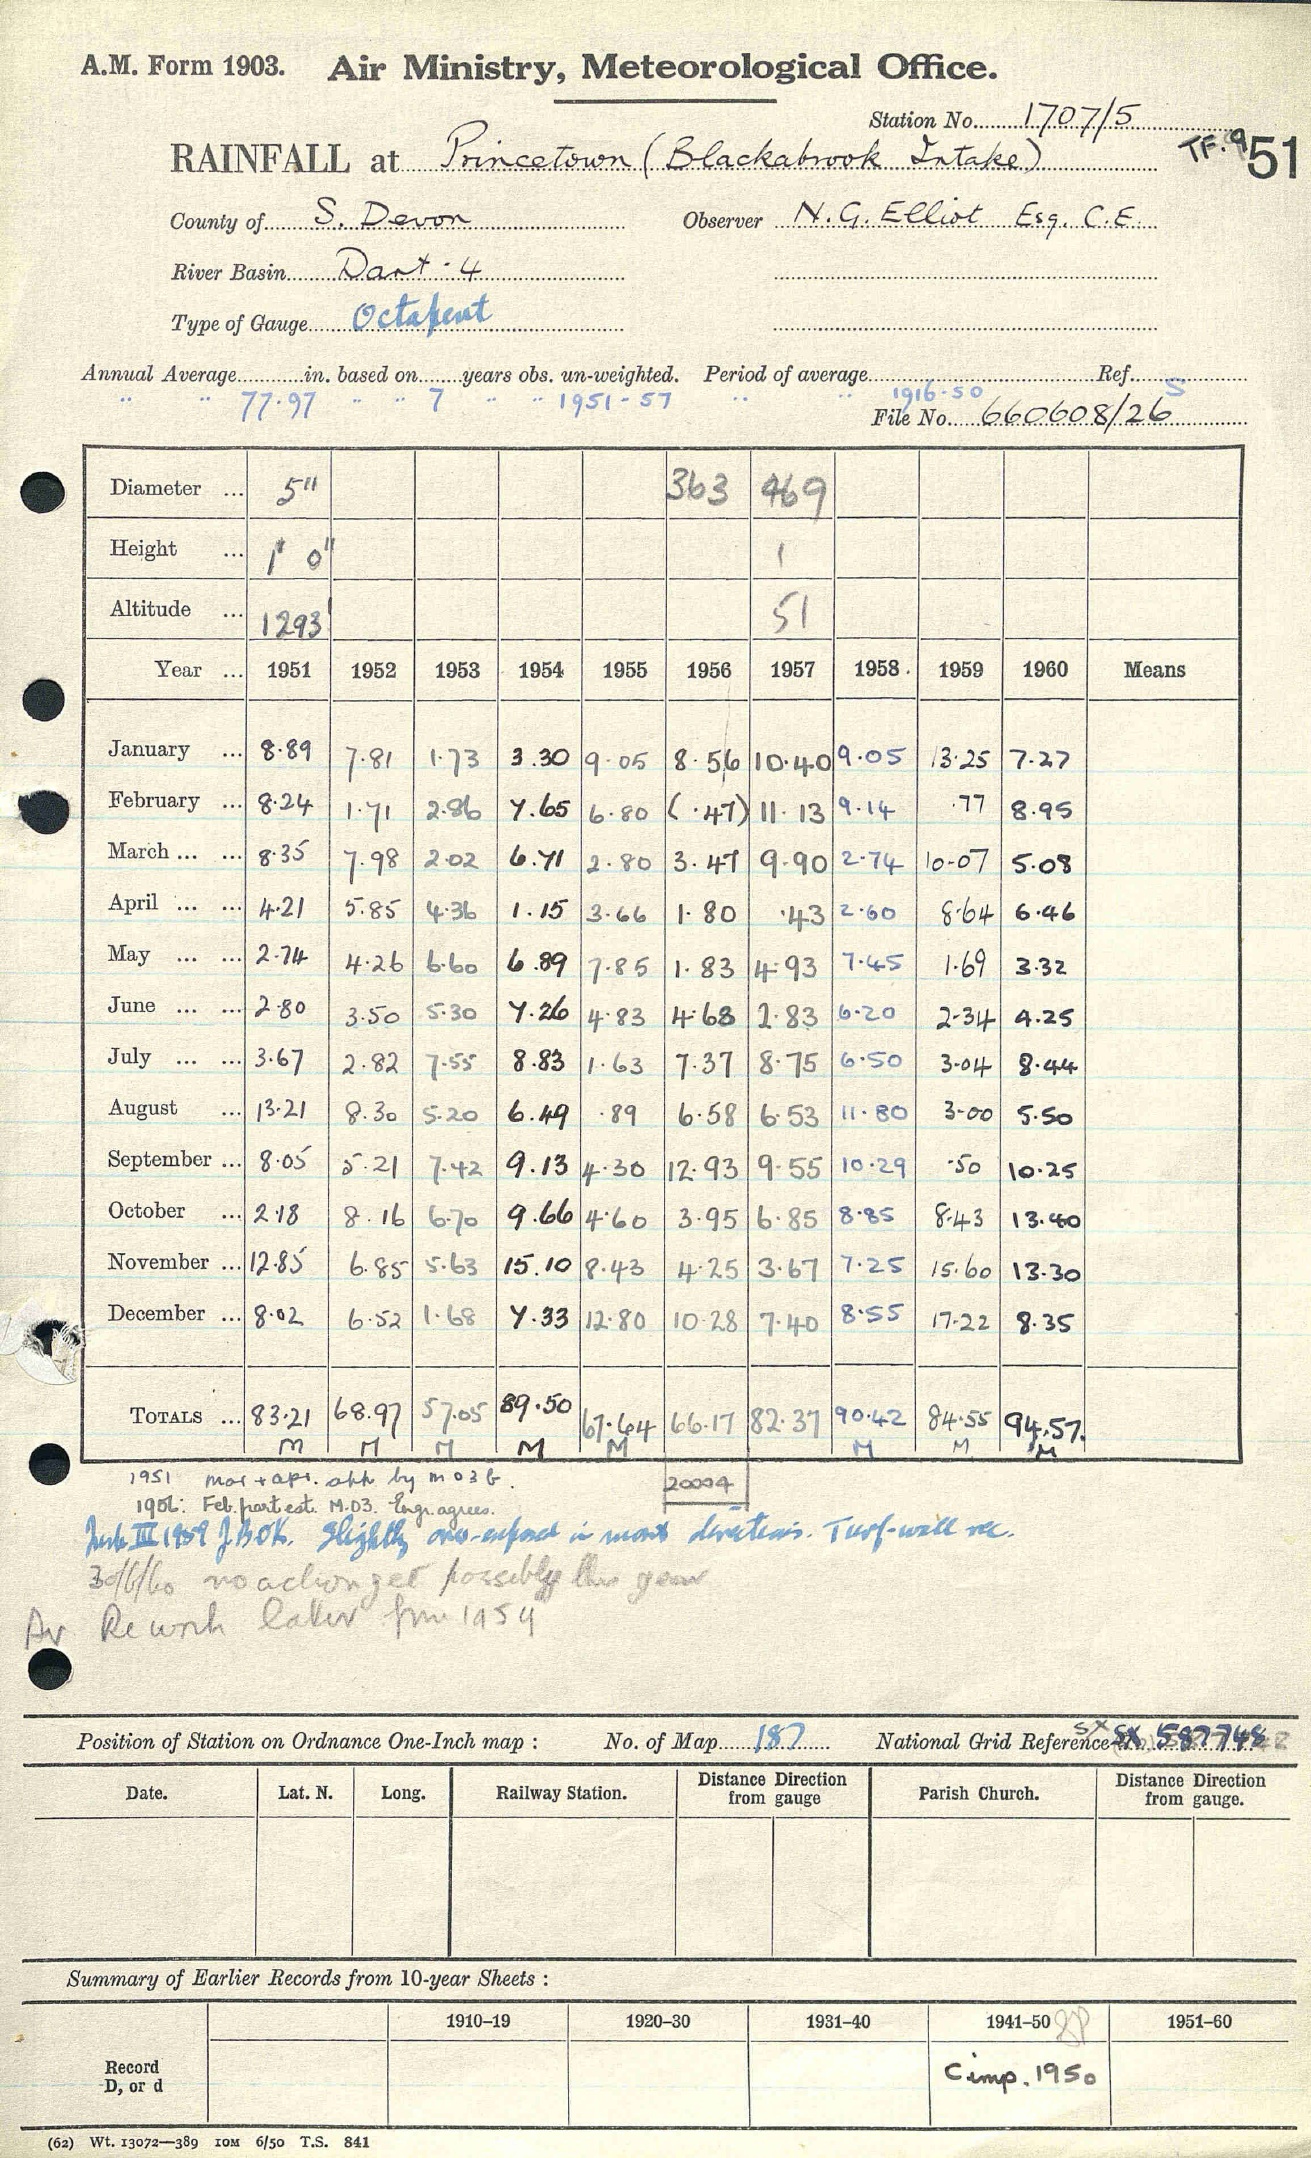 A.M. Form 1903. Air Ministry, Meteorological Office.
Station No. 1707/5
TF.9 51
RAINFALL at Princetown (Blackabrook Intake)
County of S. Devon Observer N.G. Elliot Esq. C.E.
River Basin Dart - 4
Type of Gauge Octapent
Annual Average in. based on years obs. un-weighted. Period of average Ref.
" " 77.97 " " 7 " " 1951-57 " " 1916-50 S
File No. 660608/26
Diameter ... 5" 363 469
Height ... 1' 0" 1
Altitude ... 1293' 51
Year ... 1951 1952 1953 1954 1955 1956 1957 1958 1959 1960 Means
January ... 8.89 7.81 1.73 3.30 9.05 8.56 10.40 9.05 13.25 7.27
February ... 8.24 1.71 2.86 7.65 6.80 (.47) 11.13 9.14 .77 8.95
March ... ... 8.35 7.98 2.02 6.71 2.80 3.47 9.90 2.74 10.07 5.08
April ... ... 4.21 5.85 4.36 1.15 3.66 1.80 .43 2.60 8.64 6.46
May ... ... 2.74 4.26 6.60 6.89 7.85 1.83 4.93 7.45 1.69 3.32
June ... ... 2.80 3.50 5.30 7.26 4.83 4.68 2.83 6.20 2.34 4.25
July ... ... 3.67 2.82 7.55 8.83 1.63 7.37 8.75 6.50 3.04 8.44
August ... 13.21 8.30 5.20 6.49 .89 6.58 6.53 11.80 3.00 5.50
September ... 8.05 5.21 7.42 9.13 4.30 12.93 9.55 10.29 .50 10.25
October ... 2.18 8.16 6.70 9.66 4.60 3.95 6.85 8.85 8.43 13.40
November ... 12.85 6.85 5.63 15.10 8.43 4.25 3.67 7.25 15.60 13.30
December ... 8.02 6.52 1.68 7.33 12.80 10.28 7.40 8.55 17.22 8.35
TOTALS ... 83.21 68.97 57.05 89.50 67.64 66.17 82.37 90.42 84.55 94.57
M M M M M M M M
1951 mar + apr. by m 03 b. 20004
1956: Feb. part est. M.O3. Engr. agrees.
III 1959 Slightly over-exposed in most directions. Turf-wall rec.
30/6/60 no action yet possibly this year
Av Rework later from 1954
Position of Station on Ordnance One-Inch map : No. of Map 187 National Grid Reference SX 587748
Date. Lat. N. Long. Railway Station. Distance Direction from gauge Parish Church. Distance Direction from gauge.
Summary of Earlier Records from 10-year Sheets :
1910–19 1920–30 1931–40 1941–50 1951–60
Record
D, or d Cimp. 1950
(62) Wt. 13072—389 10M 6/50 T.S. 841